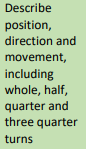 Describe
position,
direction and
movement,
including
whole, half,
quarter and
three quarter
turns